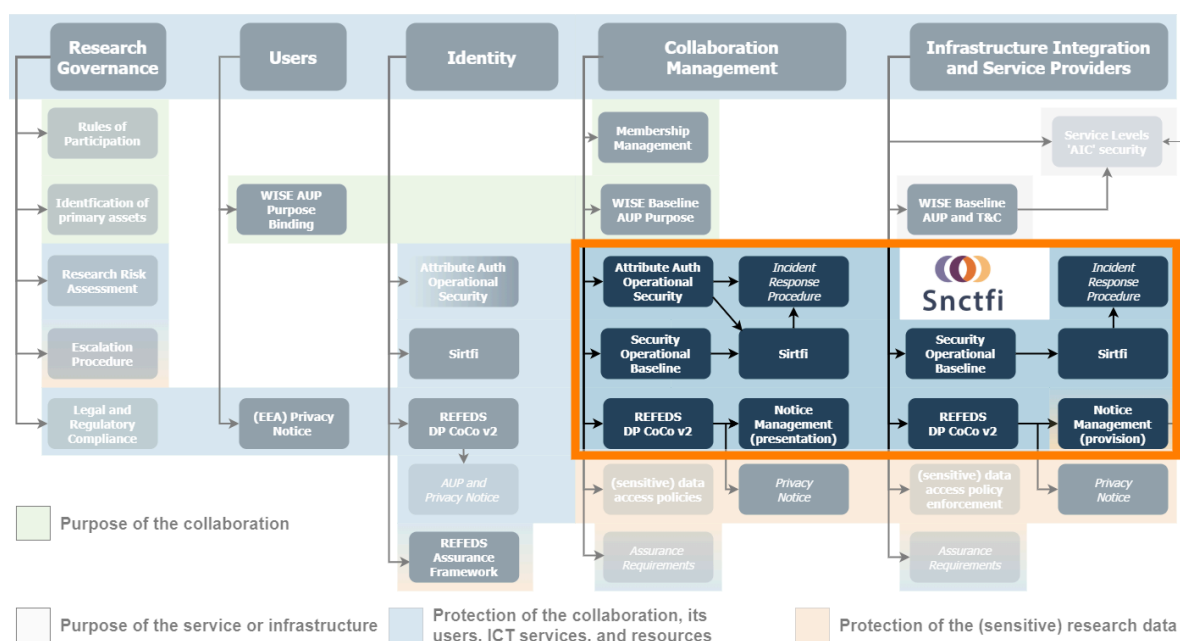 Research
Governance
Users
Identity
Collaboration
Management
Infrastructure Integration
and Service Providers
Rules of
Participation
Membership
Management
Service Levels
'AIC' security
Identfication of
primary assets
WISE AUP
Purpose
Binding
WISE Baseline
AUP Purpose
WISE Baseline
AUP and T&C
Research Risk
Assessment
Attribute Auth
Operational
Security
Attribute Auth
Operational
Security
Incident
Response
Procedure
Snctfi
Incident
Response
Procedure
Escalation
Procedure
Sirtfi
Security
Operational
Baseline
Sirtfi
Security
Operational
Baseline
Sirtfi
Legal and
Regulatory
Compliance
(EEA) Privacy
Notice
REFEDS
DP CoCo v2
REFEDS
DP CoCo v2
Notice
Management
(presentation)
REFEDS
DP CoCo v2
Notice
Management
(provision)
AUP and
Privacy Notice
(sensitive) data
access policies
Privacy
Notice
(sensitive) data
access policy
enforcement
Privacy
Notice
Purpose of the collaboration
REFEDS
Assurance
Framework
Assurance
Requirements
Assurance
Requirements
Purpose of the service or infrastructure
Protection of the collaboration, its
users, ICT services, and resources
Protection of the (sensitive) research data